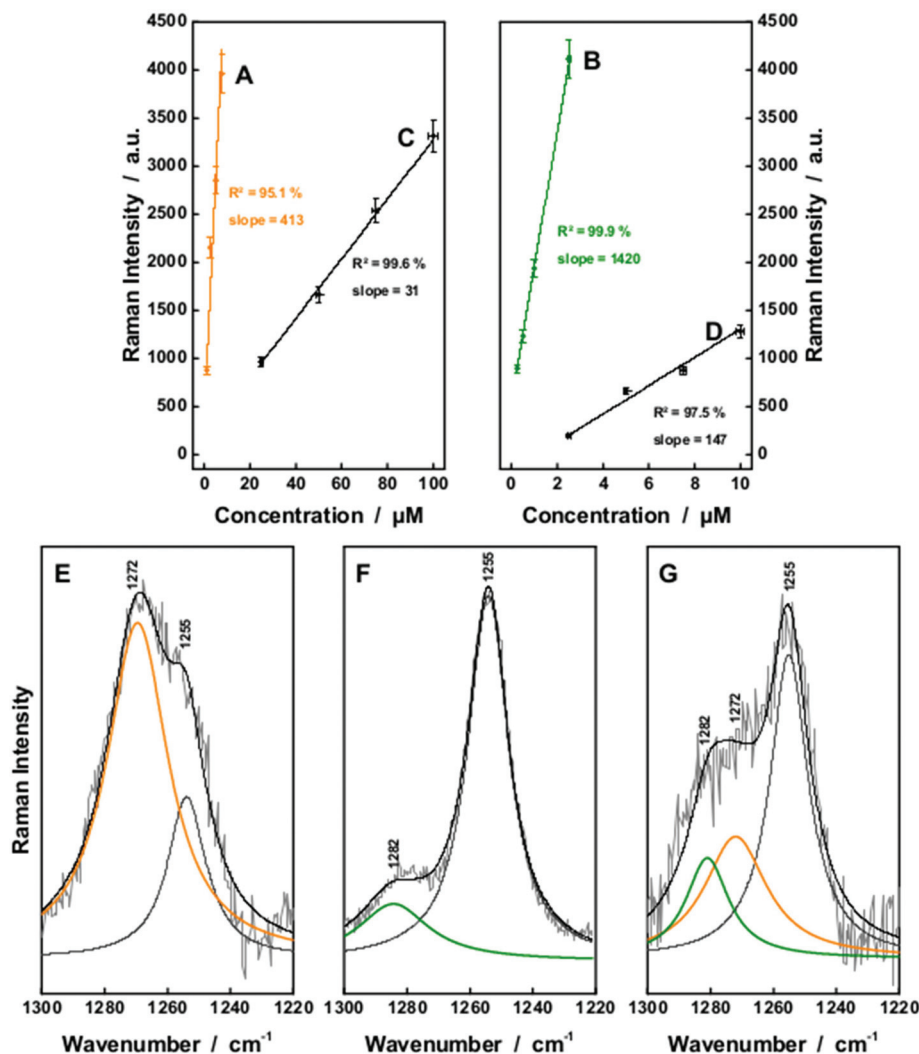 4500
4000
3500
3000
2500
2000
1500
1000
500
0
Raman Intensity / a.u.
A
C
R² = 95.1 %
slope = 413
R² = 99.6 %
slope = 31
0 20 40 60 80 100
Concentration / µM
B
D
R² = 99.9 %
slope = 1420
R² = 97.5 %
slope = 147
0 2 4 6 8 10
Concentration / µM
4500
4000
3500
3000
2500
2000
1500
1000
500
0
Raman Intensity / a.u.
Raman Intensity
E
1272
1255
1300 1280 1260 1240 1220
Wavenumber / cm⁻¹
F
1282
1255
1300 1280 1260 1240 1220
Wavenumber / cm⁻¹
G
1282
1272
1255
1300 1280 1260 1240 1220
Wavenumber / cm⁻¹